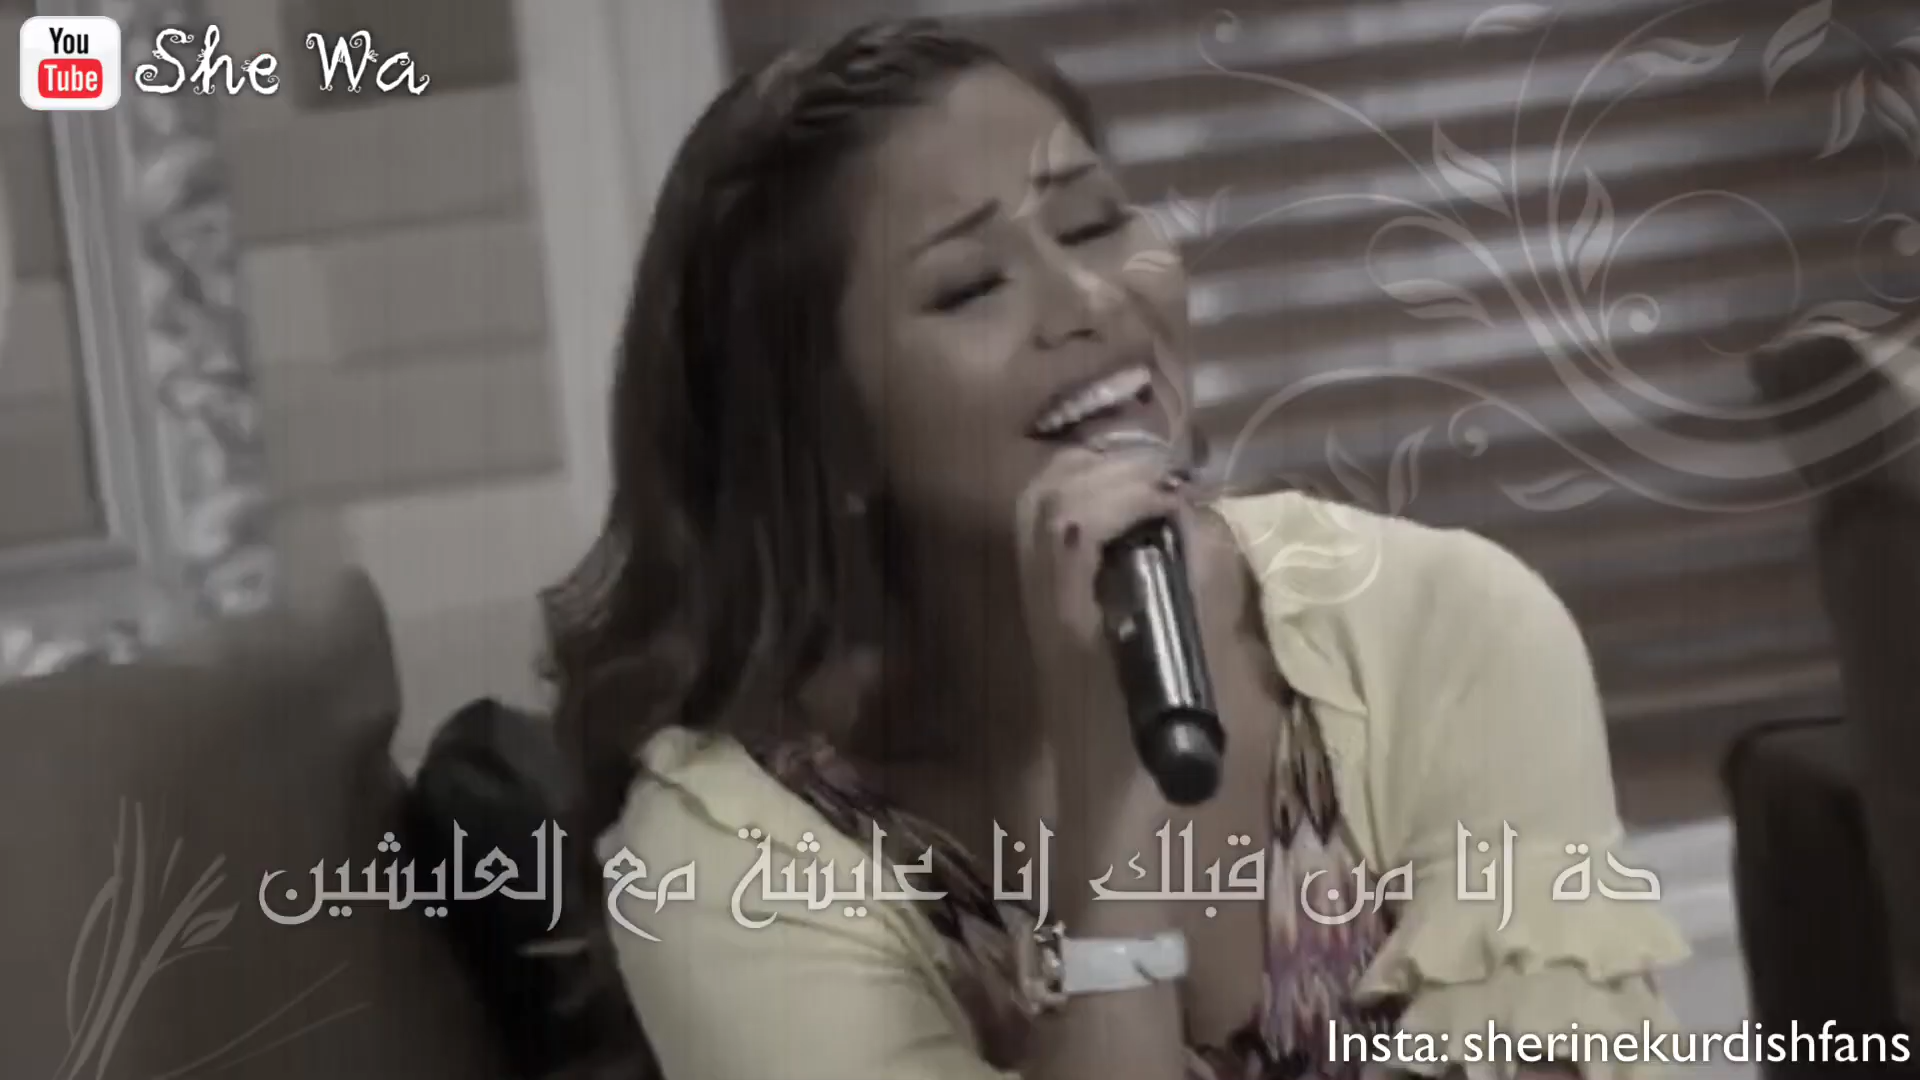 You
Tube
She Wa
دة انا من قبلك انا عايشة مع العايشين
Insta: sherinekurdishfans